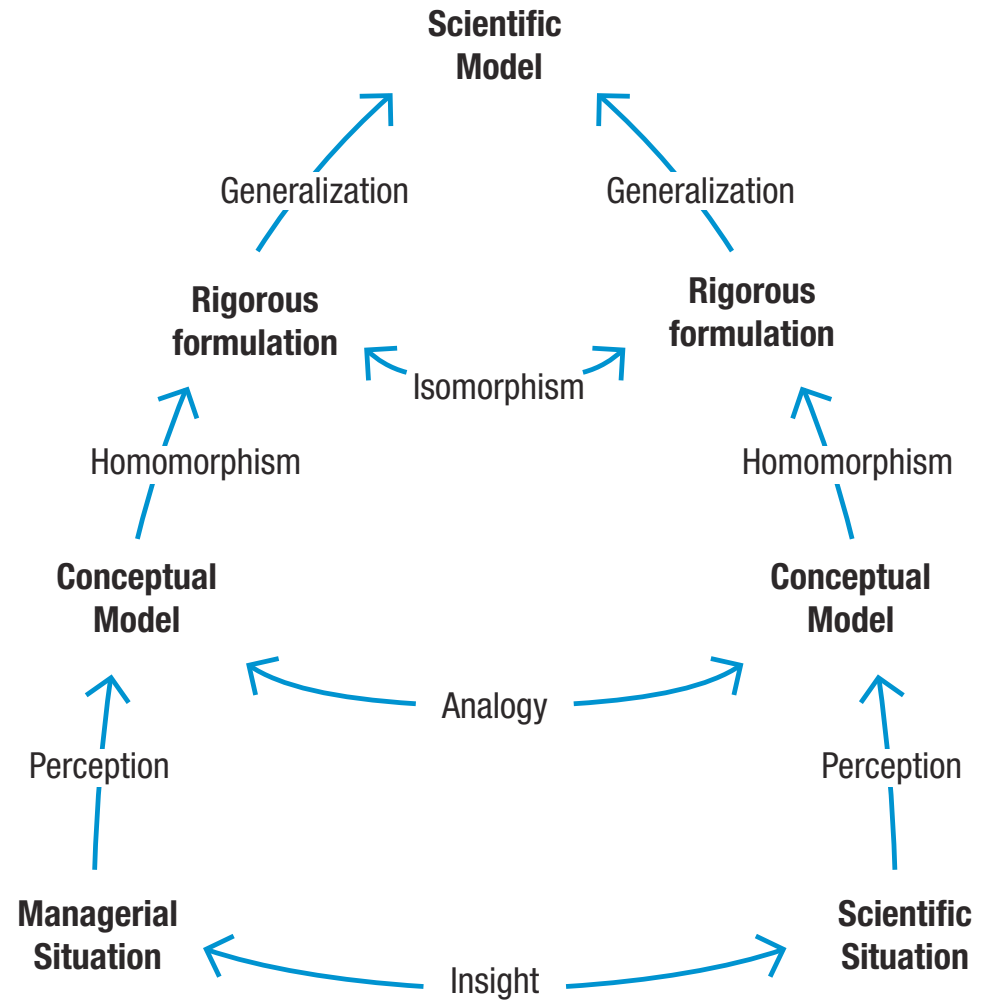 Scientific
Model
Generalization
Generalization
Rigorous
formulation
Rigorous
formulation
Isomorphism
Homomorphism
Homomorphism
Conceptual
Model
Conceptual
Model
Analogy
Perception
Perception
Managerial
Situation
Scientific
Situation
Insight